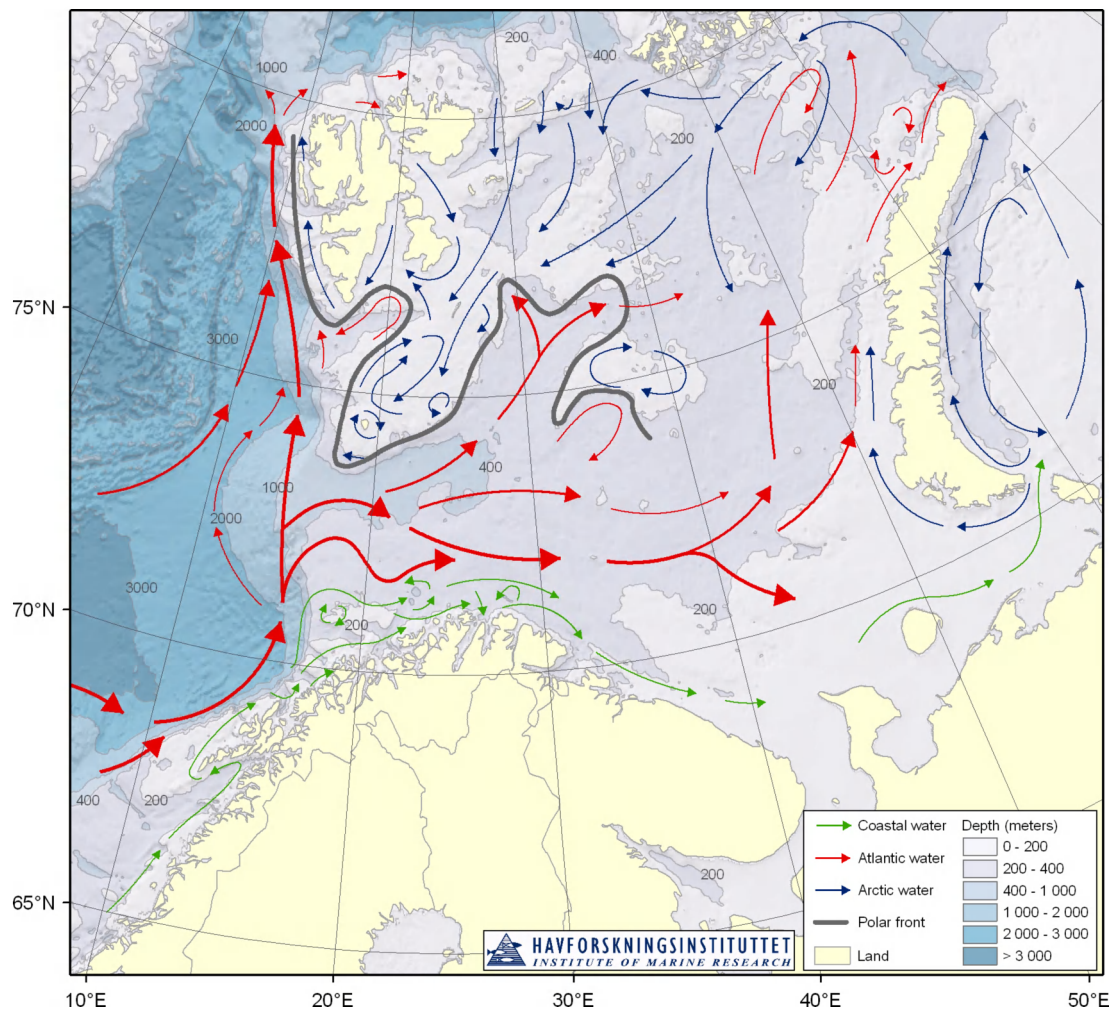 200
400
1000
2000
200
75°N
3000
200
400
1000
2000
3000
70°N
200
200
400
200
200
65°N
Coastal water
Atlantic water
Arctic water
Polar front
Land
Depth (meters)
0 - 200
200 - 400
400 - 1 000
1 000 - 2 000
2 000 - 3 000
> 3 000
HAVFORSKNINGSINSTITUTTET
INSTITUTE OF MARINE RESEARCH
10°E
20°E
30°E
40°E
50°E